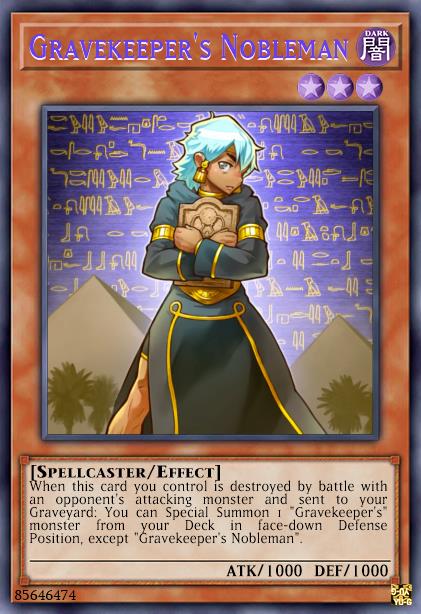 Gravekeeper's Nobleman
DARK
闇
[Spellcaster/Effect]
When this card you control is destroyed by battle with
an opponent's attacking monster and sent to your
Graveyard: You can Special Summon 1 "Gravekeeper's"
monster from your Deck in face-down Defense
Position, except "Gravekeeper's Nobleman".
ATK/1000 DEF/1000
85646474